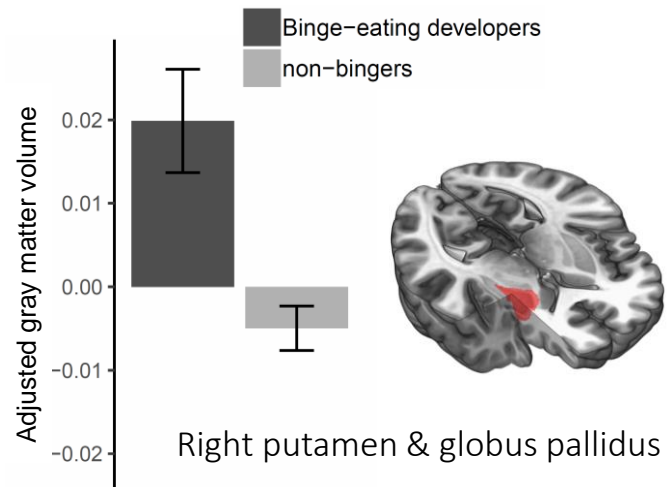 Binge-eating developers
non-bingers
Adjusted gray matter volume
0.02
0.01
0.00
−0.01
−0.02
Right putamen & globus pallidus